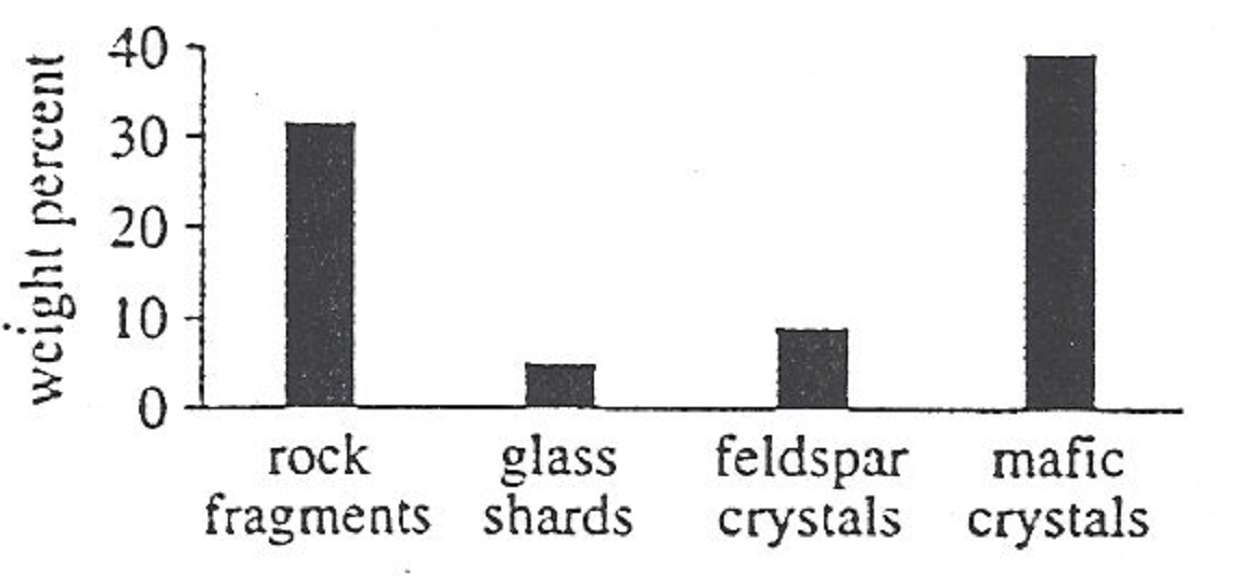 weight percent
40
30
20
10
0
rock
fragments
glass
shards
feldspar
crystals
mafic
crystals